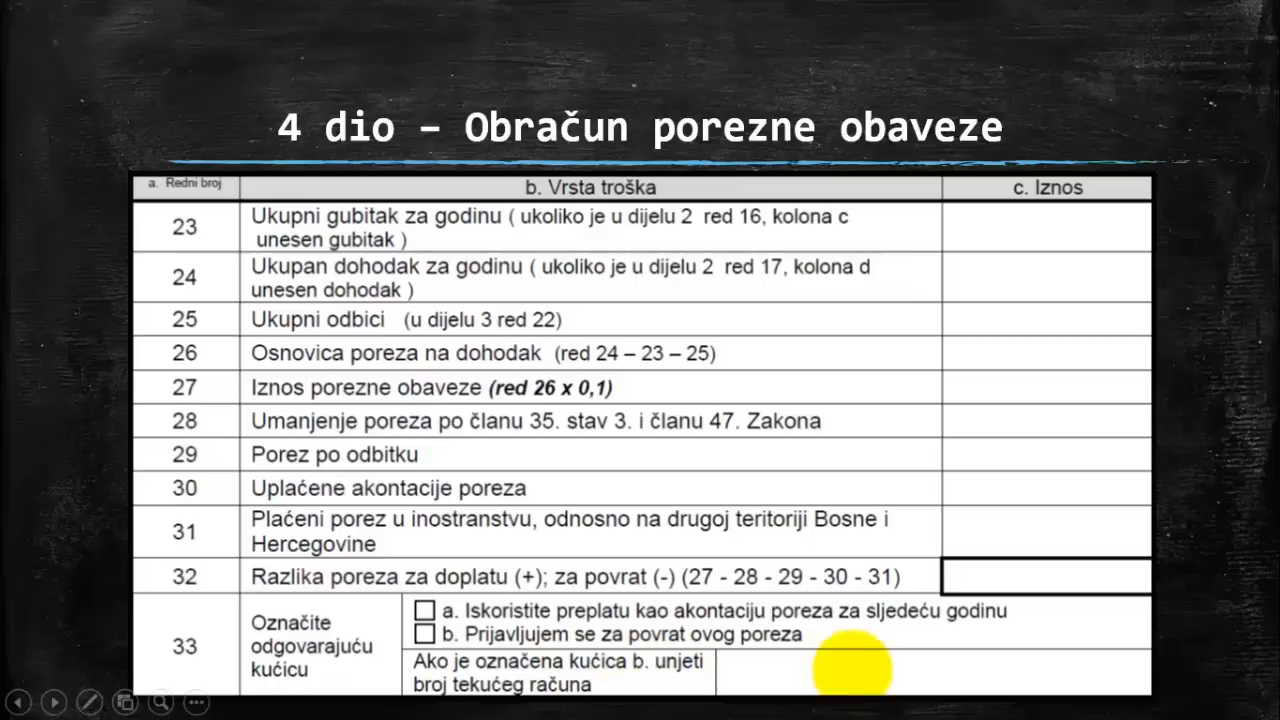 4 dio – Obračun porezne obaveze
a. Redni broj
b. Vrsta troška
c. Iznos
23
Ukupni gubitak za godinu ( ukoliko je u dijelu 2 red 16, kolona c
unesen gubitak )
24
Ukupan dohodak za godinu ( ukoliko je u dijelu 2 red 17, kolona d
unesen dohodak )
25
Ukupni odbici (u dijelu 3 red 22)
26
Osnovica poreza na dohodak (red 24 – 23 – 25)
27
Iznos porezne obaveze (red 26 x 0,1)
28
Umanjenje poreza po članu 35. stav 3. i članu 47. Zakona
29
Porez po odbitku
30
Uplaćene akontacije poreza
31
Plaćeni porez u inostranstvu, odnosno na drugoj teritoriji Bosne i
Hercegovine
32
Razlika poreza za doplatu (+); za povrat (-) (27 - 28 - 29 - 30 - 31)
33
Označite
odgovarajuću
kućicu
a. Iskoristite preplatu kao akontaciju poreza za sljedeću godinu
b. Prijavljujem se za povrat ovog poreza
Ako je označena kućica b. unjeti
broj tekućeg računa